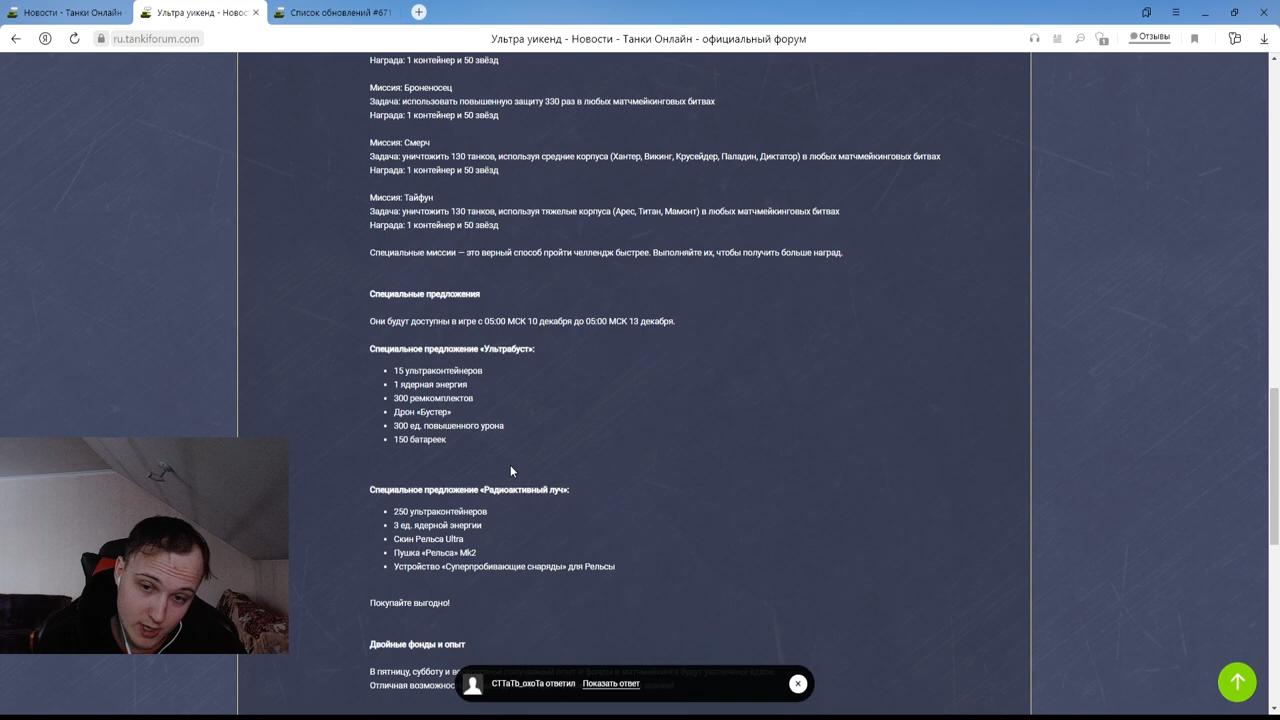 Новости - Танки Онлайн
Ультра уикенд - Новос
Список обновлений #671
ru.tankiforum.com
Ультра уикенд - Новости - Танки Онлайн - официальный форум
Отзывы
Награда: 1 контейнер и 50 звёзд
Миссия: Броненосец
Задача: использовать повышенную защиту 330 раз в любых матчмейкинговых битвах
Награда: 1 контейнер и 50 звёзд
Миссия: Смерч
Задача: уничтожить 130 танков, используя средние корпуса (Хантер, Викинг, Крусейдер, Паладин, Диктатор) в любых матчмейкинговых битвах
Награда: 1 контейнер и 50 звёзд
Миссия: Тайфун
Задача: уничтожить 130 танков, используя тяжелые корпуса (Арес, Титан, Мамонт) в любых матчмейкинговых битвах
Награда: 1 контейнер и 50 звёзд
Специальные миссии — это верный способ пройти челлендж быстрее. Выполняйте их, чтобы получить больше наград.
Специальные предложения
Они будут доступны в игре с 05:00 МСК 10 декабря до 05:00 МСК 13 декабря.
Специальное предложение «Ультрабуст»:
15 ультраконтейнеров
1 ядерная энергия
300 ремкомплектов
Дрон «Бустер»
300 ед. повышенного урона
150 батареек
Специальное предложение «Радиоактивный луч»:
250 ультраконтейнеров
3 ед. ядерной энергии
Скин Рельса Ultra
Пушка «Рельса» Mk2
Устройство «Суперпробивающие снаряды» для Рельсы
Покупайте выгодно!
Двойные фонды и опыт
В пятницу, субботу и
Отличная возможнос
СТТаТЬ_охоТа ответил Показать ответ